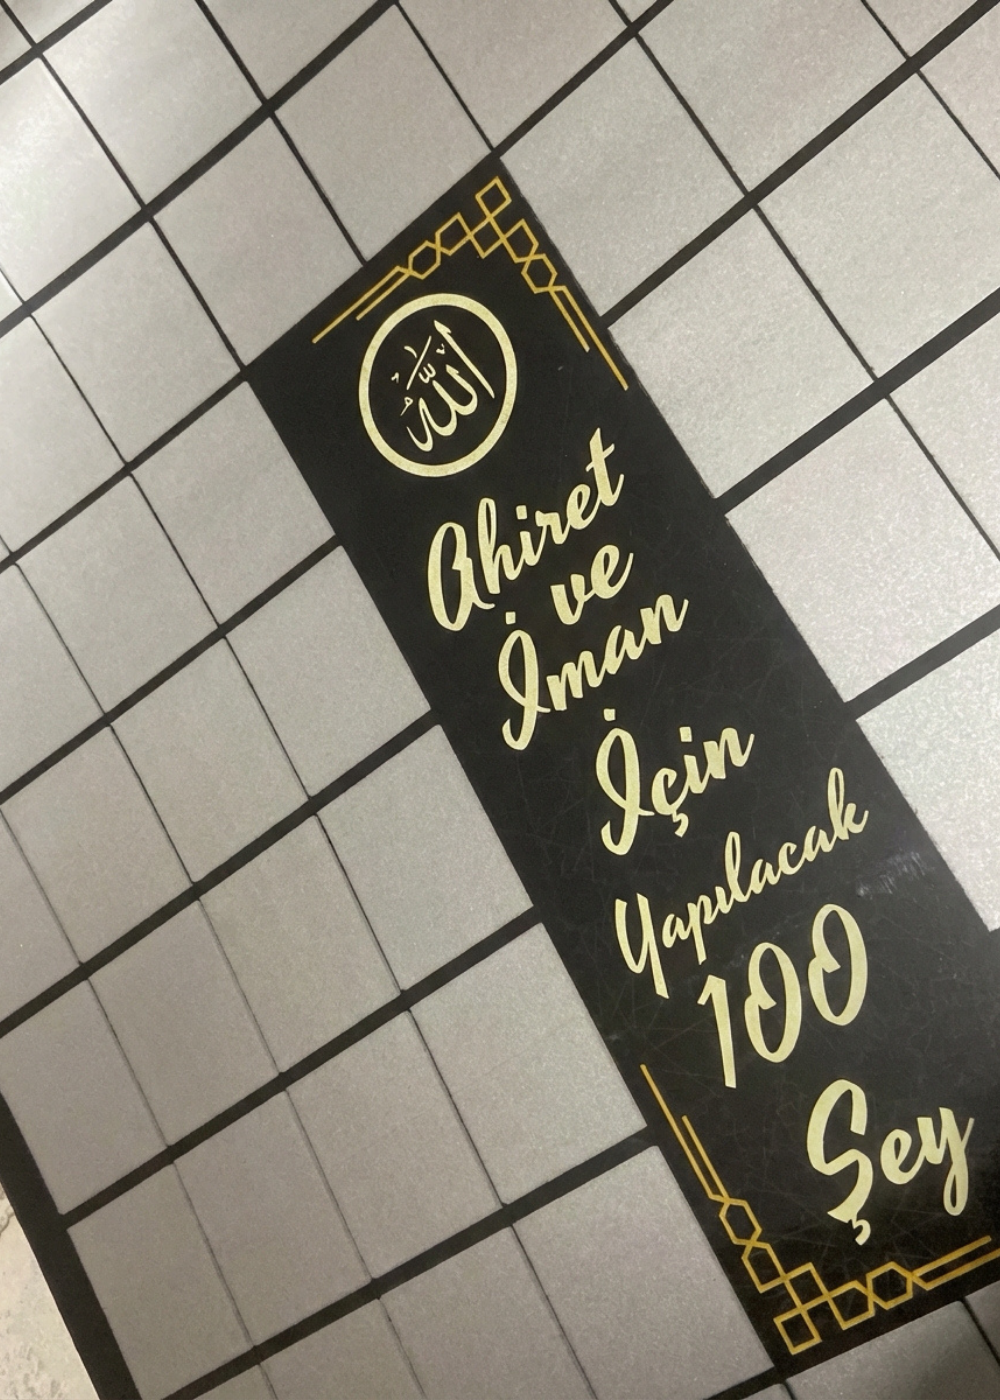 الله
Ahiret
ve
İman
İçin
Yapılacak
100
Şey